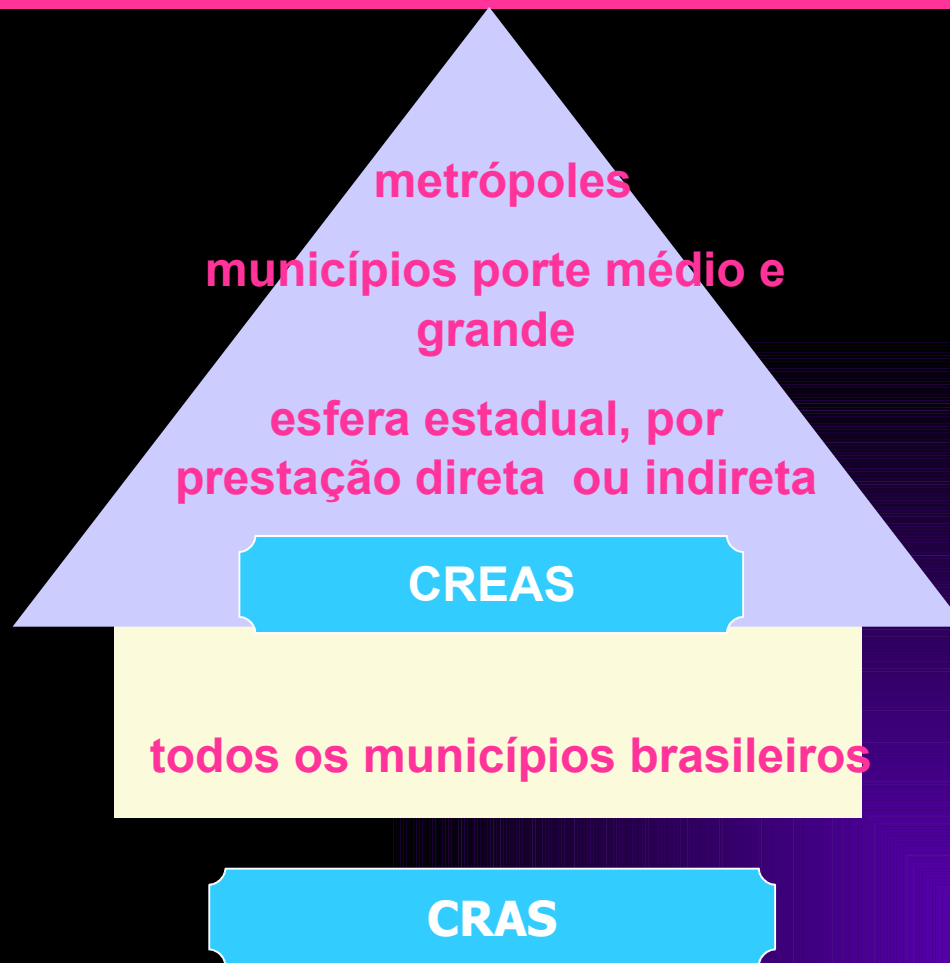 metrópoles
municípios porte médio e
grande
esfera estadual, por
prestação direta ou indireta
CREAS
todos os municípios brasileiros
CRAS